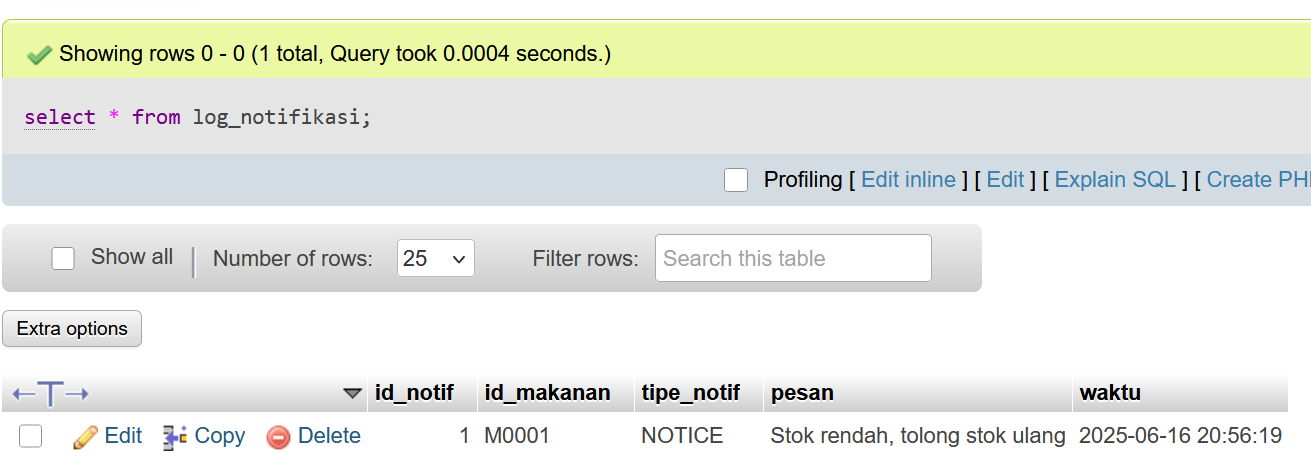 Showing rows 0 - 0 (1 total, Query took 0.0004 seconds.)
select * from log_notifikasi;
Profiling [ Edit inline ] [ Edit ] [ Explain SQL ] [ Create PH
Show all Number of rows: 25 Filter rows: Search this table
Extra options
id_notif id_makanan tipe_notif pesan waktu
Edit Copy Delete 1 M0001 NOTICE Stok rendah, tolong stok ulang 2025-06-16 20:56:19